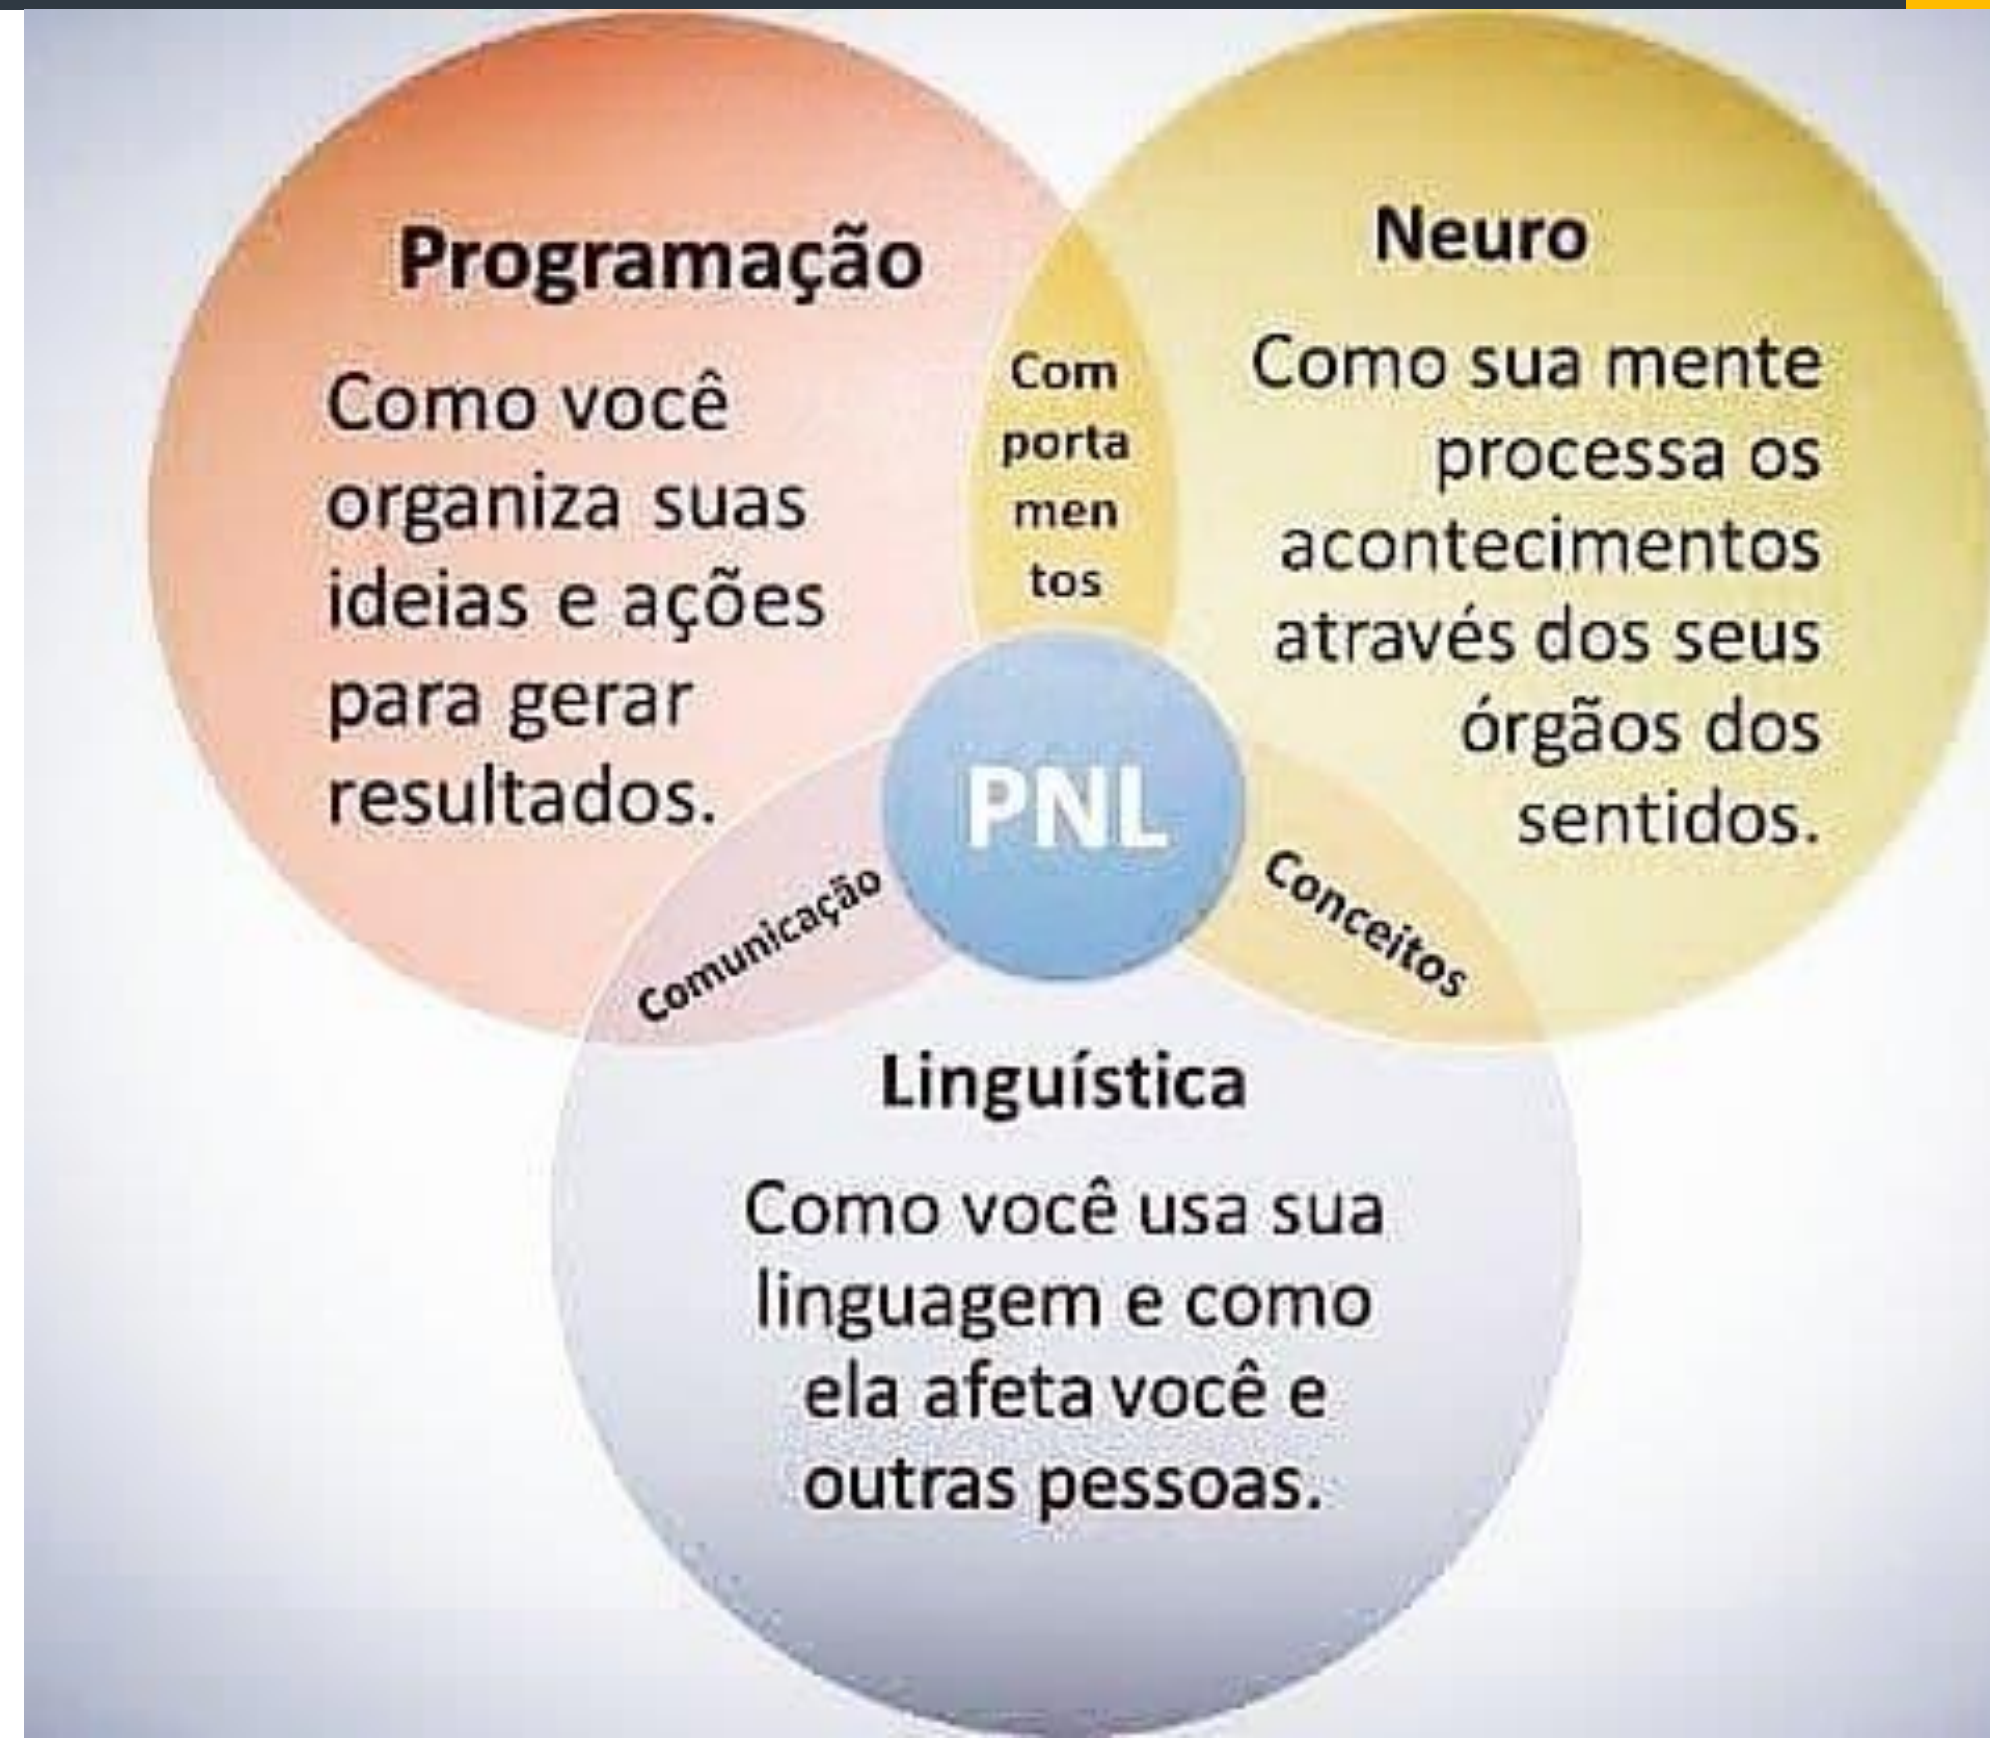 Programação
Como você
organiza suas
ideias e ações
para gerar
resultados.
Com
porta
men
tos
Neuro
Como sua mente
processa os
acontecimentos
através dos seus
órgãos dos
sentidos.
PNL
Comunicação
Conceitos
Linguística
Como você usa sua
linguagem e como
ela afeta você e
outras pessoas.